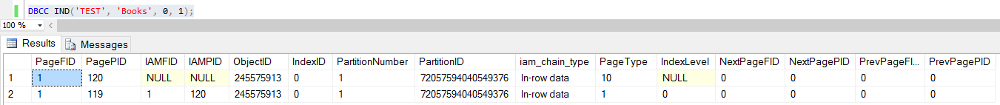 DBCC IND('TEST', 'Books', 0, 1);
100 %
Results Messages
PageFID PagePID IAMFID IAMPID ObjectID IndexID PartitionNumber PartitionID iam_chain_type PageType IndexLevel NextPageFID NextPagePID PrevPageFI... PrevPagePID
1 1 120 NULL NULL 245575913 0 1 72057594040549376 In-row data 10 NULL 0 0 0 0
2 1 119 1 120 245575913 0 1 72057594040549376 In-row data 1 0 0 0 0 0